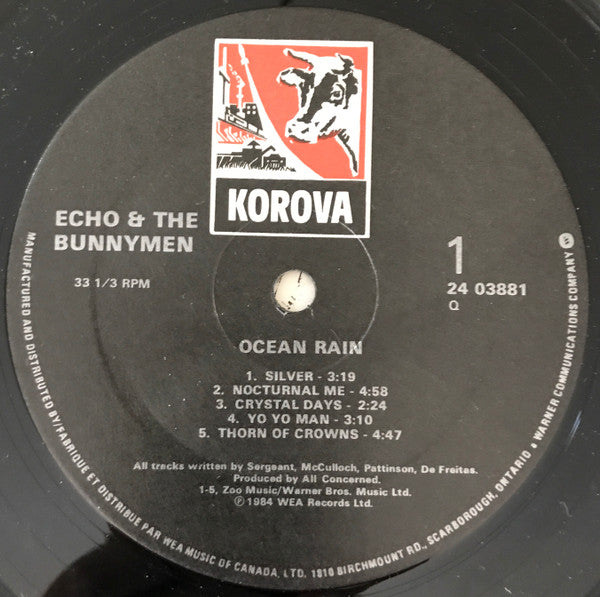 KOROVA
ECHO & THE
BUNNYMEN
33 1/3 RPM
1
24 03881
Q
OCEAN RAIN
1. SILVER - 3:19
2. NOCTURNAL ME - 4:58
3. CRYSTAL DAYS - 2:24
4. YO YO MAN - 3:10
5. THORN OF CROWNS - 4:47
All tracks written by Sergeant, McCulloch, Pattinson, De Freitas.
Produced by All Concerned.
1-5, Zoo Music/Warner Bros. Music Ltd.
℗1984 WEA Records Ltd.
MANUFACTURED AND DISTRIBUTED BY/FABRIQUE ET DISTRIBUE PAR WEA MUSIC OF CANADA, LTD. 1810 BIRCHMOUNT RD., SCARBOROUGH, ONTARIO • WARNER COMMUNICATIONS COMPANY